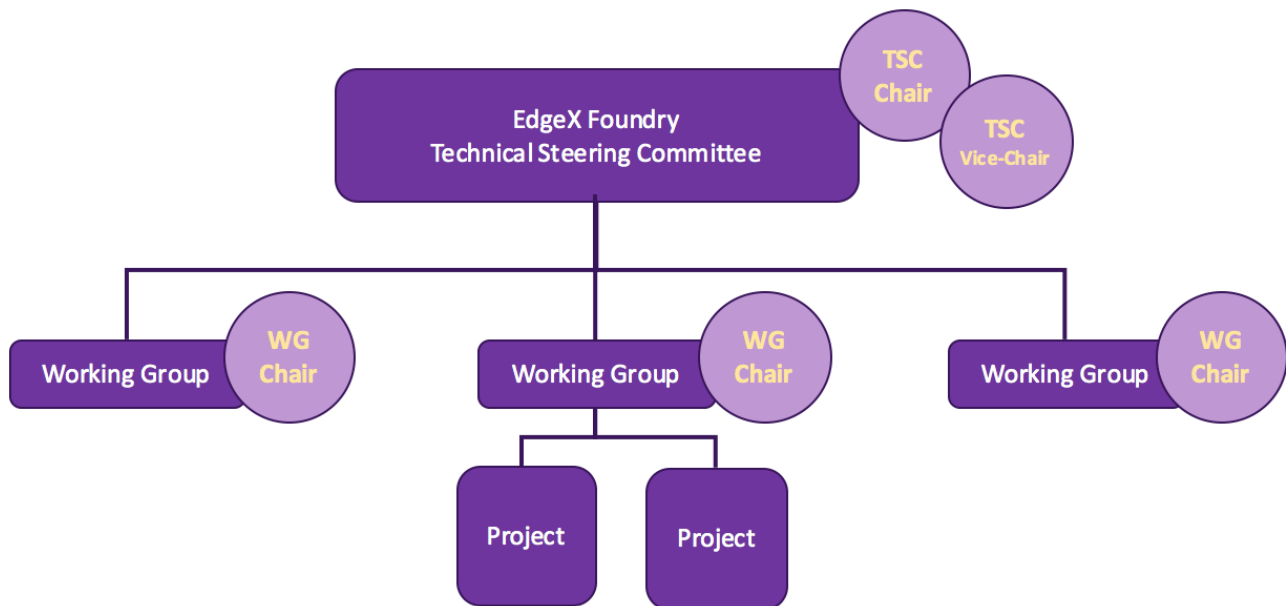 TSC
Chair
EdgeX Foundry
Technical Steering Committee
TSC
Vice-Chair
Working Group
WG
Chair
Working Group
WG
Chair
Working Group
WG
Chair
Project
Project